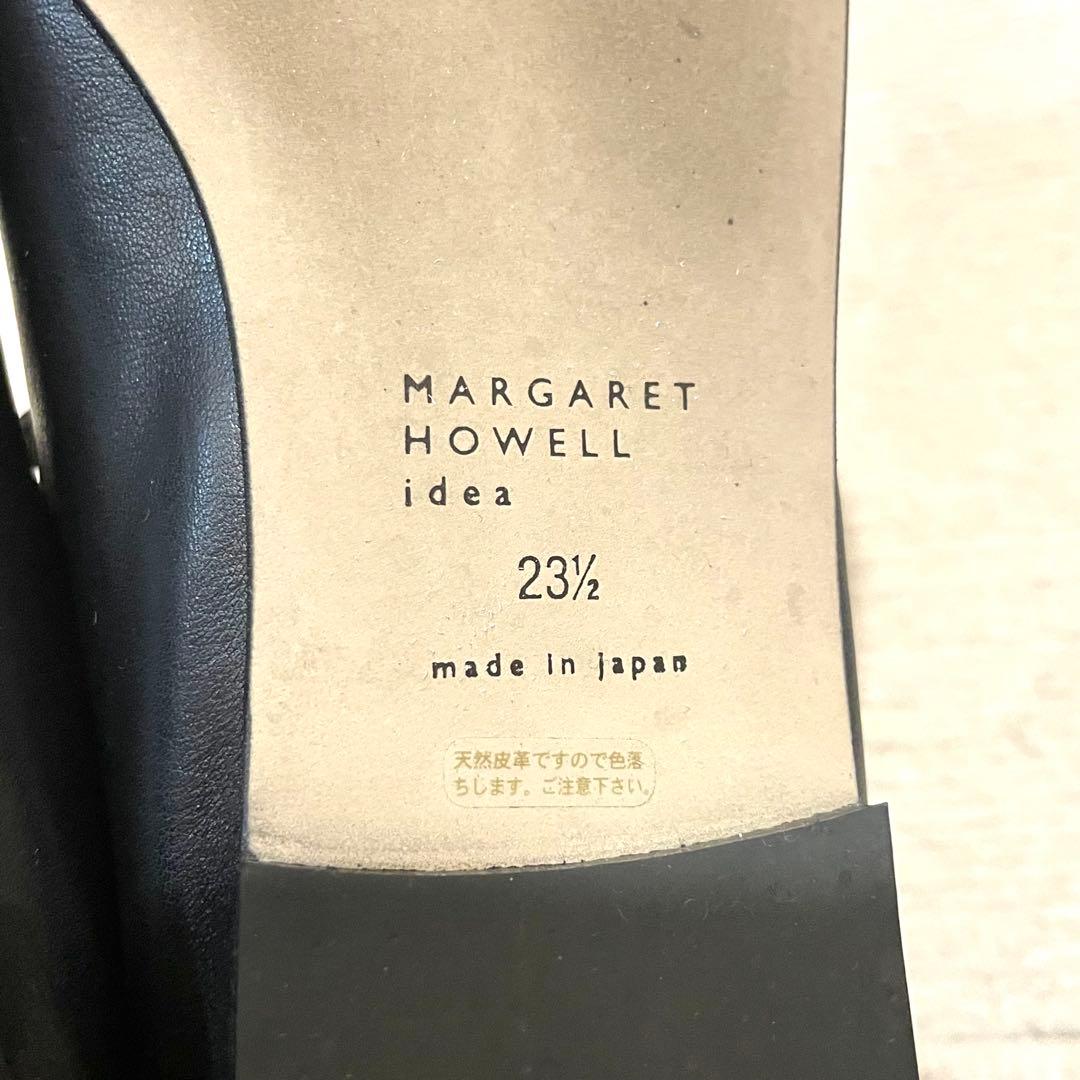 MARGARET
HOWELL
idea
23½
made in japan
天然皮革ですので色落
ちします。ご注意下さい。